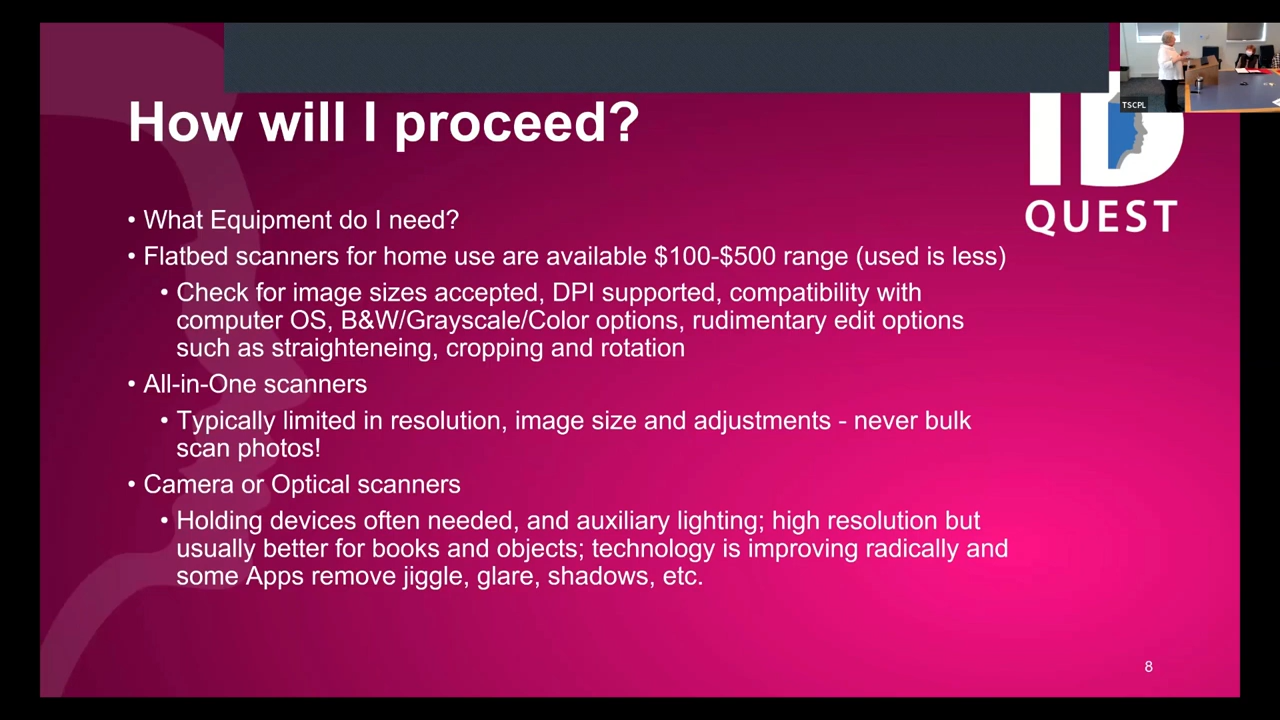 TSCPL
How will I proceed?
ID
QUEST
• What Equipment do I need?
• Flatbed scanners for home use are available $100-$500 range (used is less)
• Check for image sizes accepted, DPI supported, compatibility with
computer OS, B&W/Grayscale/Color options, rudimentary edit options
such as straighteneing, cropping and rotation
• All-in-One scanners
• Typically limited in resolution, image size and adjustments - never bulk
scan photos!
• Camera or Optical scanners
• Holding devices often needed, and auxiliary lighting; high resolution but
usually better for books and objects; technology is improving radically and
some Apps remove jiggle, glare, shadows, etc.
8